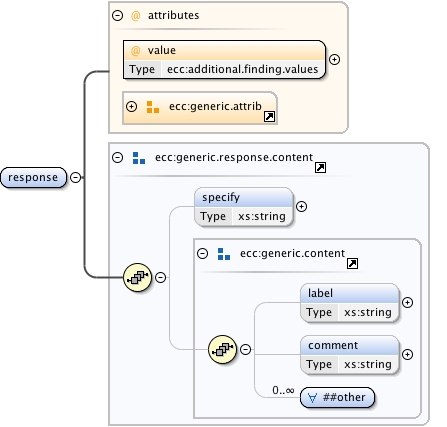 @ attributes
@ value
Type ecc:additional.finding.values
ecc:generic.attrib
response
ecc:generic.response.content
specify
Type xs:string
ecc:generic.content
label
Type xs:string
comment
Type xs:string
0..∞
∀ ##other